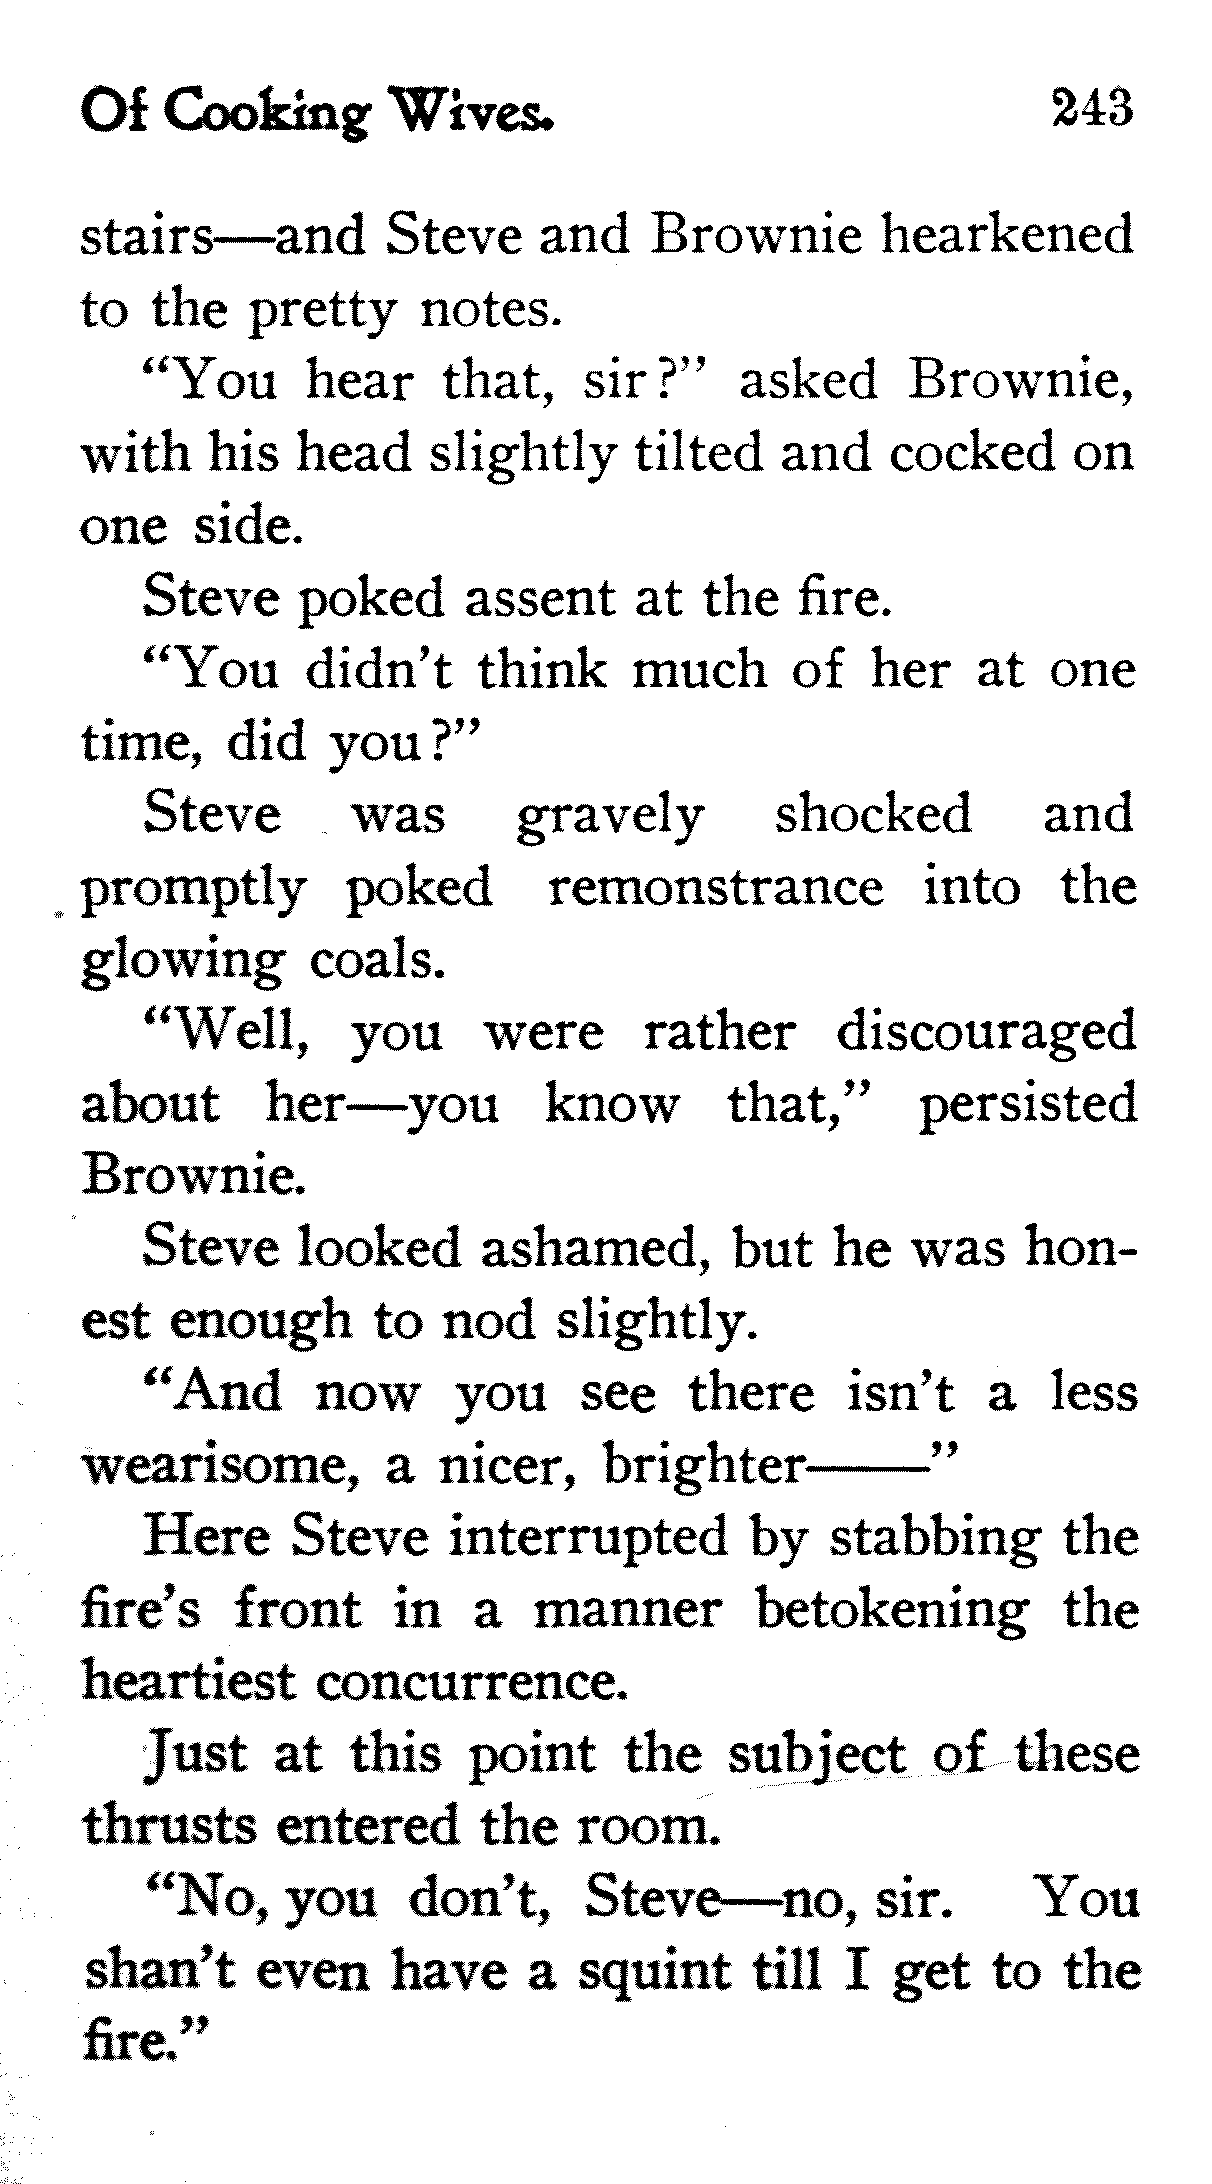 Of Cooking Wives. 243
stairs—and Steve and Brownie hearkened
to the pretty notes.
“You hear that, sir?” asked Brownie,
with his head slightly tilted and cocked on
one side.
Steve poked assent at the fire.
“You didn’t think much of her at one
time, did you?”
Steve was gravely shocked and
promptly poked remonstrance into the
glowing coals.
“Well, you were rather discouraged
about her—you know that,” persisted
Brownie.
Steve looked ashamed, but he was hon-
est enough to nod slightly.
“And now you see there isn’t a less
wearisome, a nicer, brighter——”
Here Steve interrupted by stabbing the
fire’s front in a manner betokening the
heartiest concurrence.
Just at this point the subject of these
thrusts entered the room.
“No, you don’t, Steve—no, sir. You
shan’t even have a squint till I get to the
fire.”